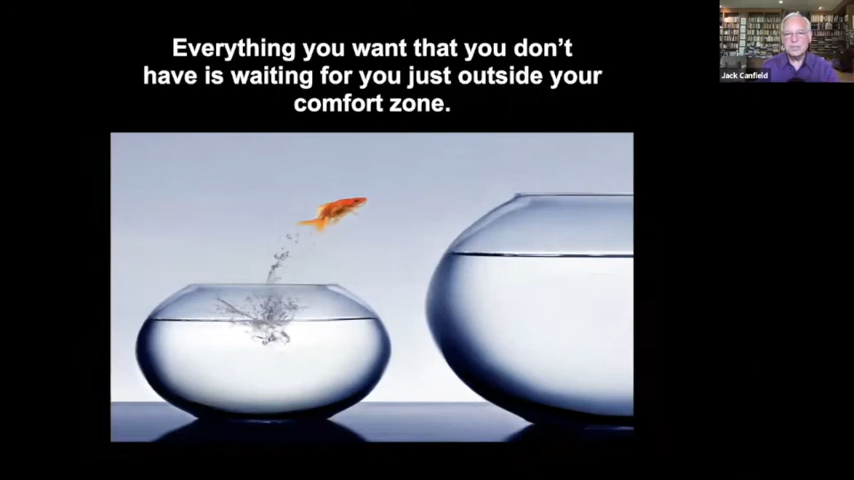 Everything you want that you don’t
have is waiting for you just outside your
comfort zone.
Jack Canfield